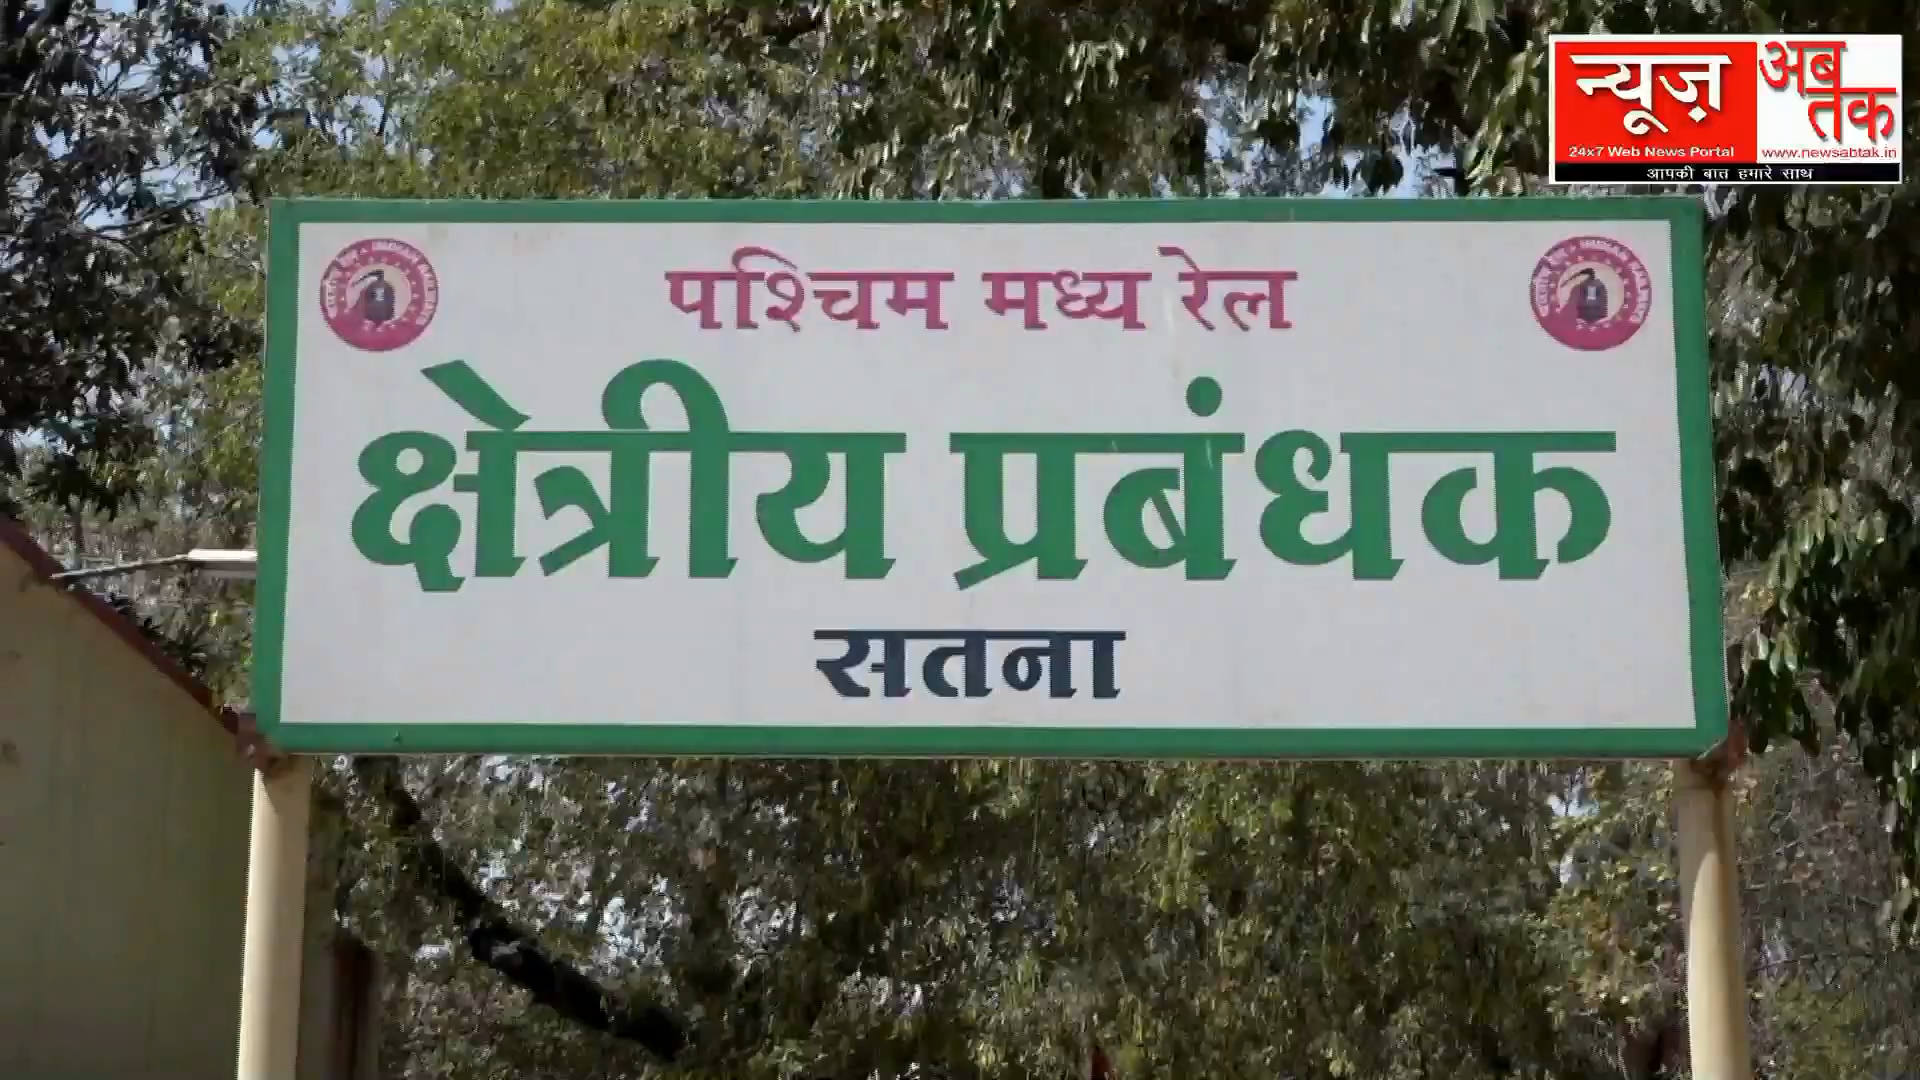 न्यूज़ अब तक
24x7 Web News Portal
www.newsabtak.in
आपकी बात हमारे साथ
पश्चिम मध्य रेल
क्षेत्रीय प्रबंधक
सतना